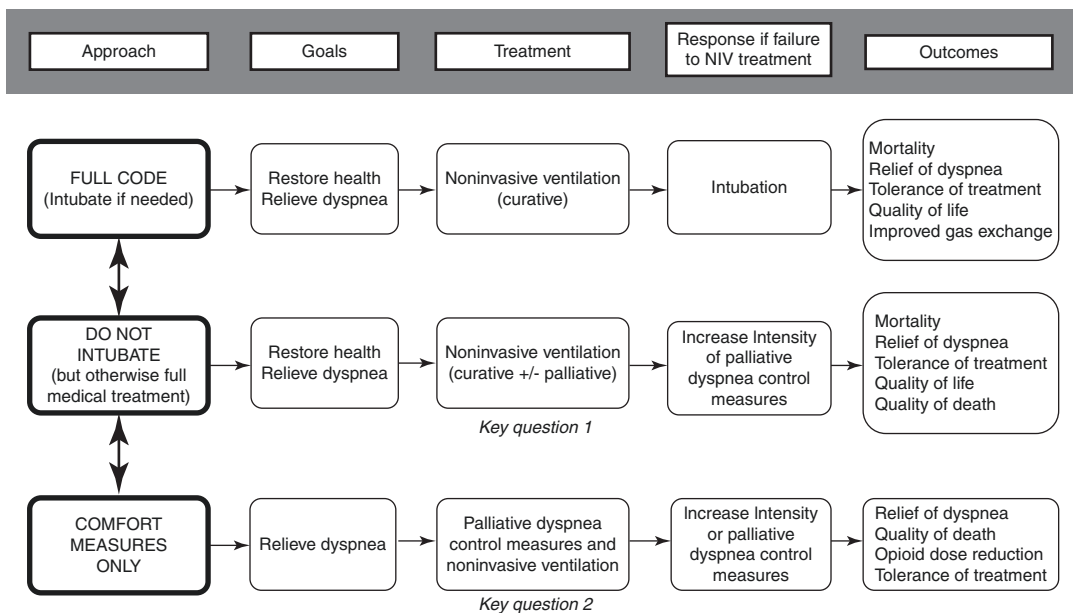 Approach
Goals
Treatment
Response if failure
to NIV treatment
Outcomes
FULL CODE
(Intubate if needed)
Restore health
Relieve dyspnea
Noninvasive ventilation
(curative)
Intubation
Mortality
Relief of dyspnea
Tolerance of treatment
Quality of life
Improved gas exchange
DO NOT
INTUBATE
(but otherwise full
medical treatment)
Restore health
Relieve dyspnea
Noninvasive ventilation
(curative +/- palliative)
Key question 1
Increase Intensity
of palliative
dyspnea control
measures
Mortality
Relief of dyspnea
Tolerance of treatment
Quality of life
Quality of death
COMFORT
MEASURES
ONLY
Relieve dyspnea
Palliative dyspnea
control measures and
noninvasive ventilation
Key question 2
Increase Intensity
or palliative
dyspnea control
measures
Relief of dyspnea
Quality of death
Opioid dose reduction
Tolerance of treatment